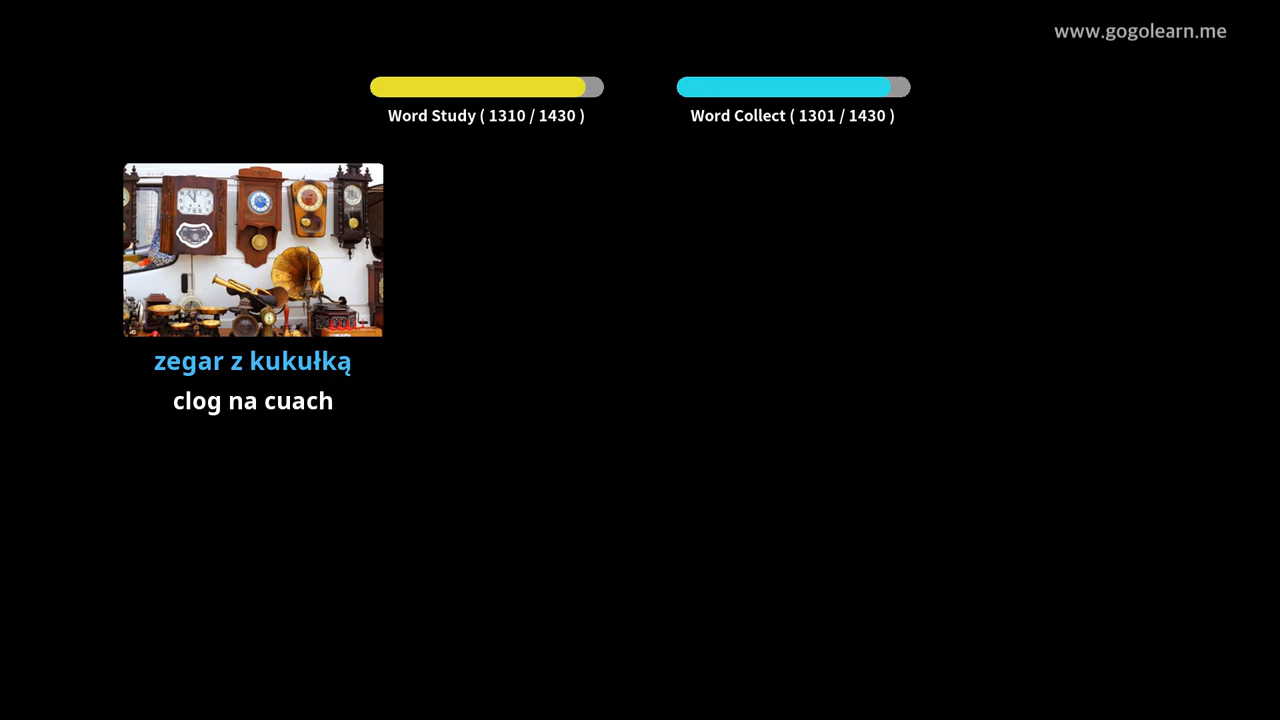 www.gogolearn.me
Word Study ( 1310 / 1430 )
Word Collect ( 1301 / 1430 )
zegar z kukułką
clog na cuach